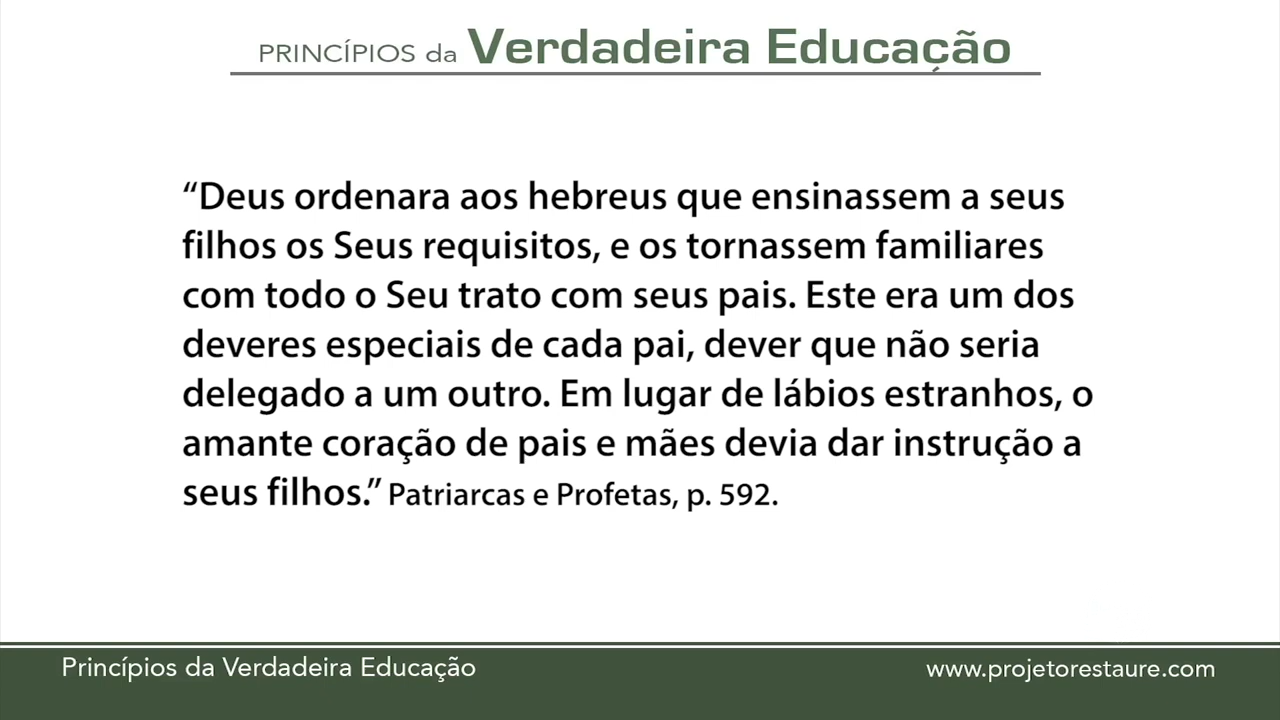 PRINCÍPIOS da Verdadeira Educação
“Deus ordenara aos hebreus que ensinassem a seus
filhos os Seus requisitos, e os tornassem familiares
com todo o Seu trato com seus pais. Este era um dos
deveres especiais de cada pai, dever que não seria
delegado a um outro. Em lugar de lábios estranhos, o
amante coração de pais e mães devia dar instrução a
seus filhos.” Patriarcas e Profetas, p. 592.
Princípios da Verdadeira Educação
www.projetorestaure.com